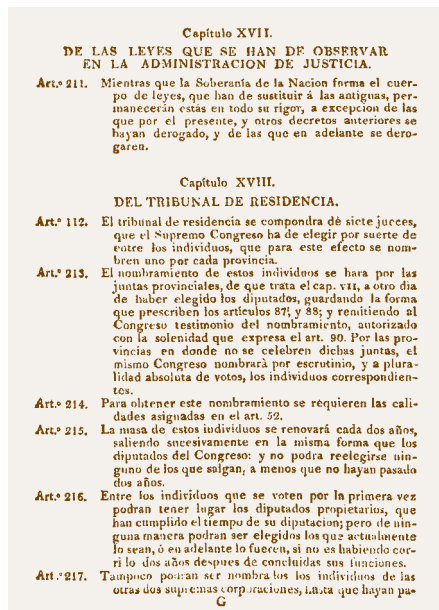 Capítulo XVII.
DE LAS LEYES QUE SE HAN DE OBSERVAR
EN LA ADMINISTRACION DE JUSTICIA.
Art.º 211. Mientras que la Soberanía de la Nacion forma el cuer-
po de leyes, que han de sustituir á las antiguas, per-
manecerán estás en todo su rigor, a excepcion de las
que por el presente, y otros decretos anteriores se
hayan derogado, y de las que en adelante se dero-
garen.
Capítulo XVIII.
DEL TRIBUNAL DE RESIDENCIA.
Art.º 112. El tribunal de residencia se compondrá de siete jueces,
que el Supremo Congreso ha de elegir por suerte de
entre los individuos, que para este efecto se nom-
bren uno por cada provincia.
Art.º 213. El nombramiento de estos individuos se hara por las
juntas provinciales, de que trata el cap. VII, a otro dia
de haber elegido los diputados, guardando la forma
que prescriben los artículos 87, y 88; y remitiendo al
Congreso testimonio del nombramiento, autorizado
con la solenidad que expresa el art. 90. Por las pro-
vincias en donde no se celebren dichas juntas, el
mismo Congreso nombrará por escrutinio, y a plura-
lidad absoluta de votos, los individuos correspondien-
tes.
Art.º 214. Para obtener este nombramiento se requieren las cali-
dades asignadas en el art. 52.
Art.º 215. La masa de estos individuos se renovará cada dos años,
saliendo sucesivamente en la misma forma que los
diputados del Congreso: y no podra reelegirse nin-
guno de los que salgan, a menos que no hayan pasado
dos años.
Art.º 216. Entre los individuos que se voten por la primera vez
podran tener lugar los diputados propietarios, que
han cumplido el tiempo de su diputacion; pero de nin-
guna manera podran ser elegidos los que actualmente
lo sean, ó en adelante lo fueren, si no es habiendo cor-
ri lo dos años despues de concluidas sus funciones.
Art.º 217. Tampoco podran ser nombra los los individuos de las
otras dos supremas corporaciones, hasta que hayan pa-
G